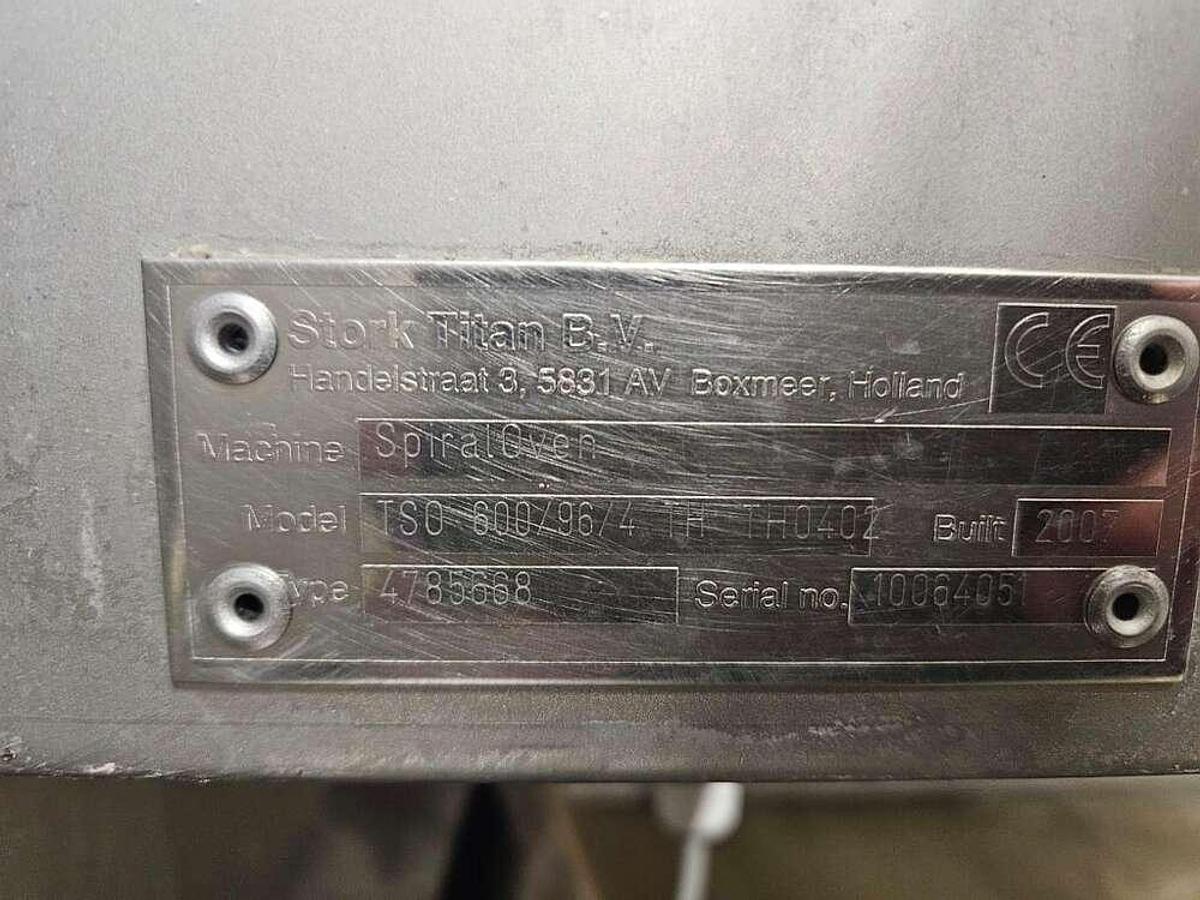 Stork Titan B.V.
Handelstraat 3, 5831 AV Boxmeer, Holland
CE
Machine SpiralOven
Model TSO 600/96/4 TH TH0402 Built 2007
Type 4785668 Serial no. 1006405